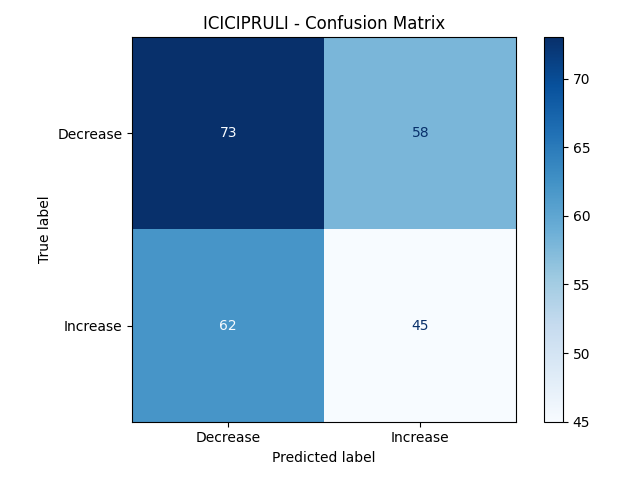 ICICIPRULI - Confusion Matrix
True label
Decrease
73
58
Increase
62
45
Decrease
Increase
Predicted label
70
65
60
55
50
45